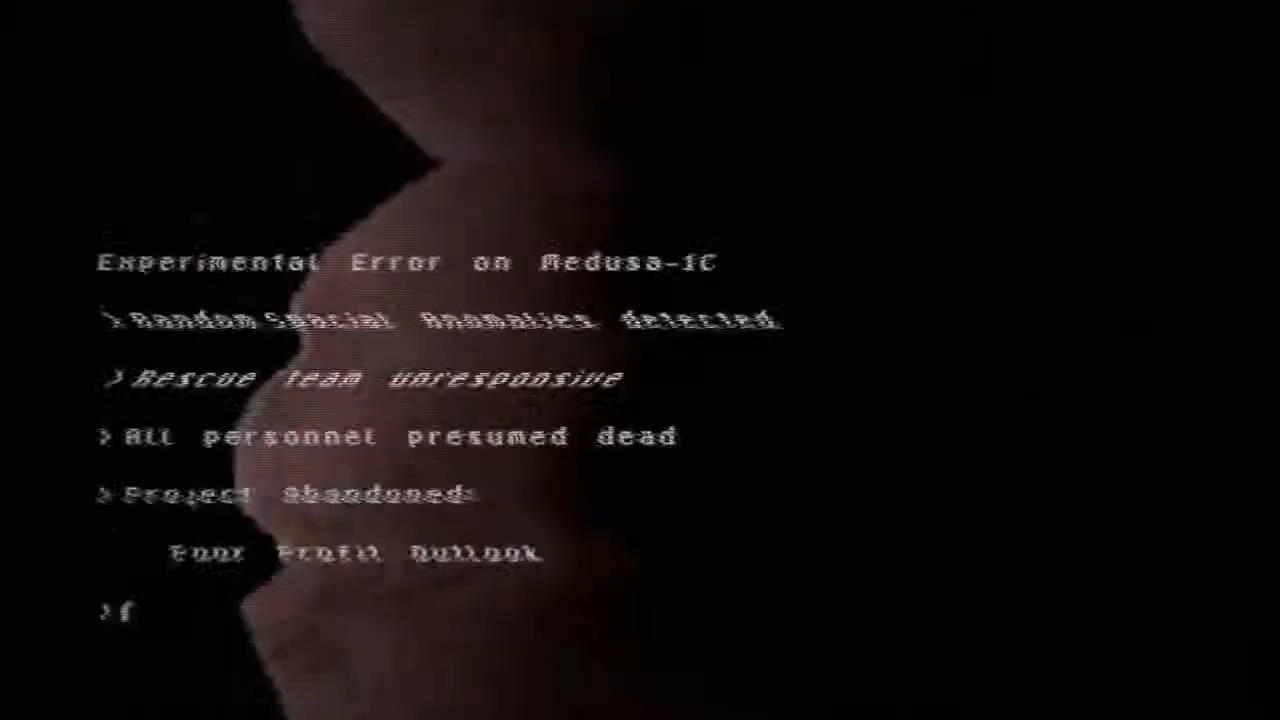 Experimental Error on Medusa-1C
>Random Spacial Anomalies detected
>Rescue team unresponsive
>All personnel presumed dead
>Project Abandoned:
Poor Profit Outlook
>f